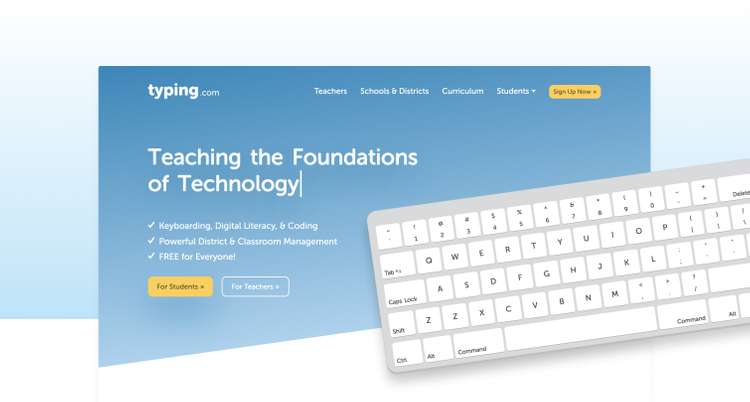 typing.com
Teachers Schools & Districts Curriculum Students Sign Up Now »
Teaching the Foundations
of Technology
Keyboarding, Digital Literacy, & Coding
Powerful District & Classroom Management
FREE for Everyone!
For Students »
For Teachers »
! @ # $ % ^ & * ( ) - + Delete
1 2 3 4 5 6 7 8 9 0
Tab Q W E R T Y U I O P { } |
[ ] \
Caps Lock A S D F G H J K L : "
; '
Shift Z Z X C V B N M < > ?
, . /
Ctrl Alt Command Command Alt